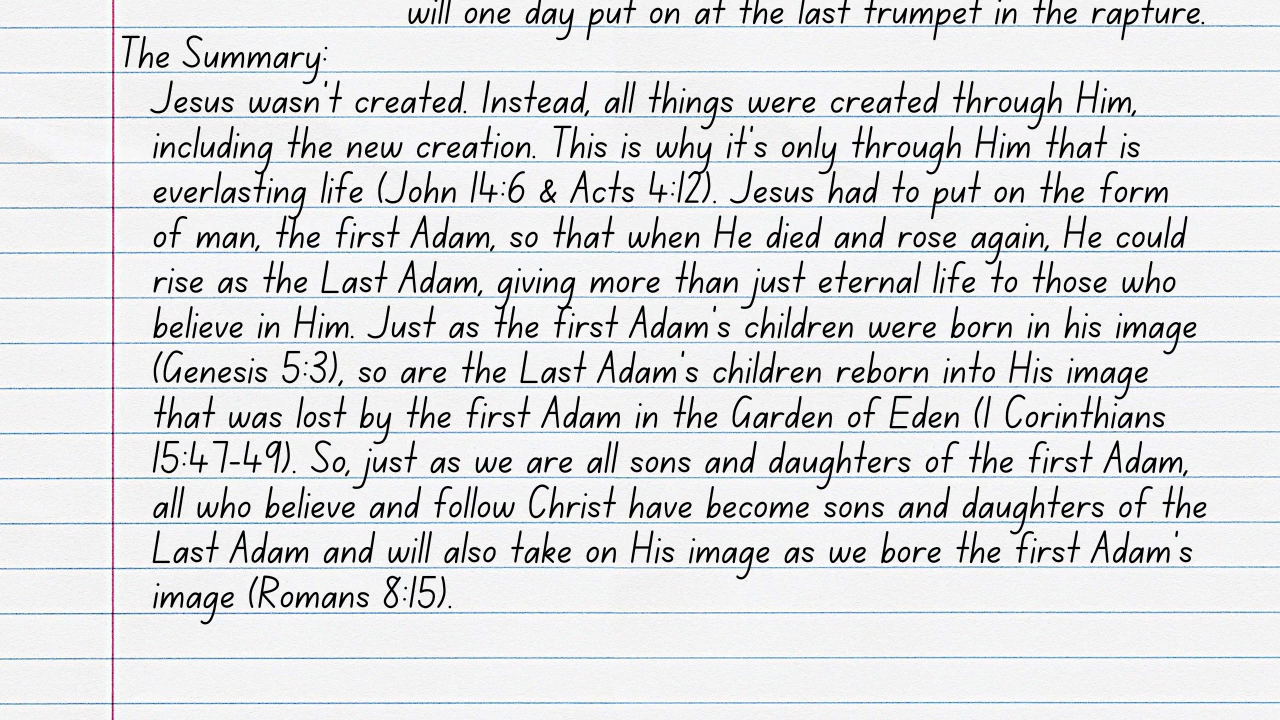 will one day put on at the last trumpet in the rapture.
The Summary:
Jesus wasn't created. Instead, all things were created through Him,
including the new creation. This is why it's only through Him that is
everlasting life (John 14:6 & Acts 4:12). Jesus had to put on the form
of man, the first Adam, so that when He died and rose again, He could
rise as the Last Adam, giving more than just eternal life to those who
believe in Him. Just as the first Adam's children were born in his image
(Genesis 5:3), so are the Last Adam's children reborn into His image
that was lost by the first Adam in the Garden of Eden (1 Corinthians
15:47-49). So, just as we are all sons and daughters of the first Adam,
all who believe and follow Christ have become sons and daughters of the
Last Adam and will also take on His image as we bore the first Adam's
image (Romans 8:15).